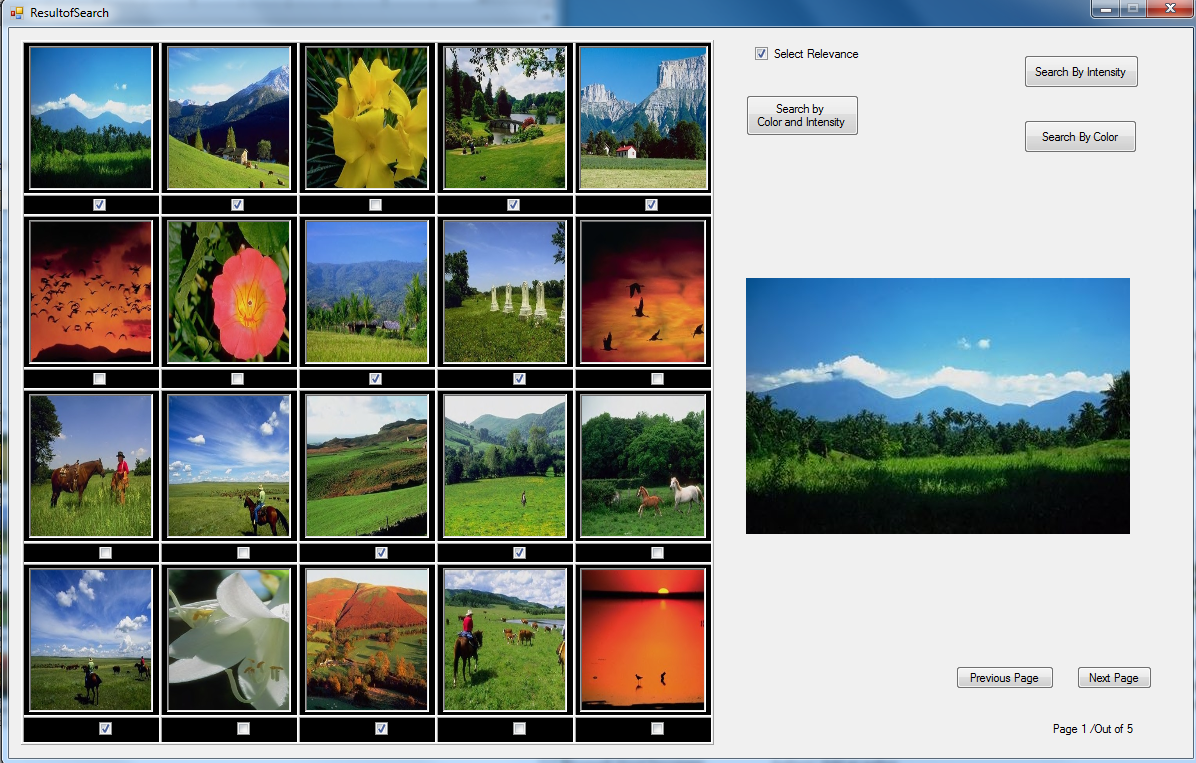 ResultofSearch
Select Relevance
Search By Intensity
Search by
Color and Intensity
Search By Color
Previous Page
Next Page
Page 1 /Out of 5